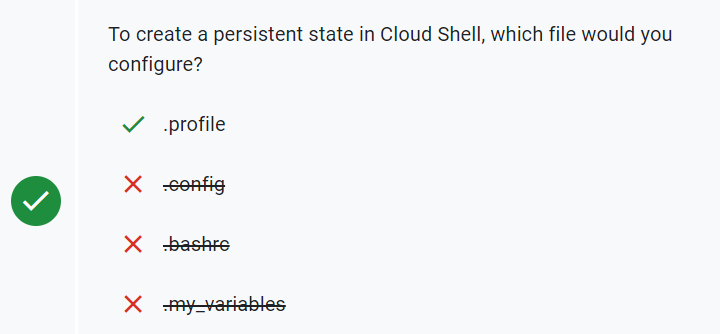 To create a persistent state in Cloud Shell, which file would you
configure?
.profile
.config
.bashrc
.my_variables